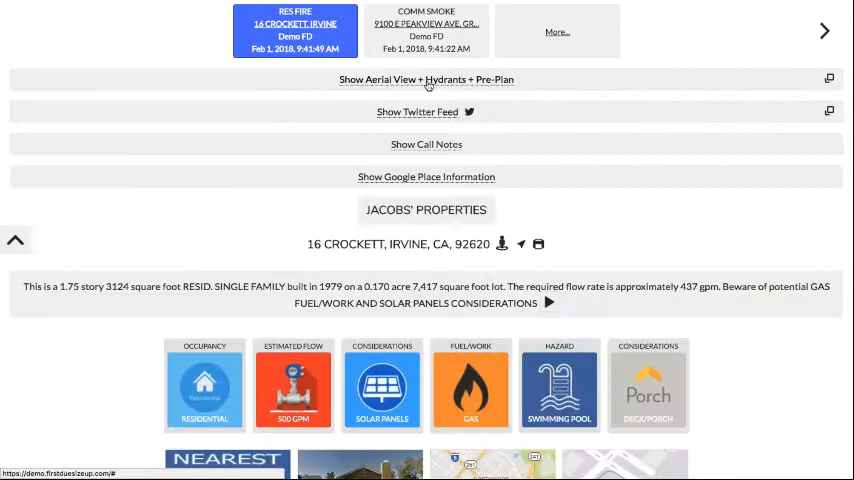 RES FIRE
16 CROCKETT, IRVINE
Demo FD
Feb 1, 2018, 9:41:49 AM
COMM SMOKE
9100 E PEAKVIEW AVE, GR...
Demo FD
Feb 1, 2018, 9:41:22 AM
More...
Show Aerial View + Hydrants + Pre-Plan
Show Twitter Feed
Show Call Notes
Show Google Place Information
JACOBS' PROPERTIES
16 CROCKETT, IRVINE, CA, 92620
This is a 1.75 story 3124 square foot RESID. SINGLE FAMILY built in 1979 on a 0.170 acre 7,417 square foot lot. The required flow rate is approximately 437 gpm. Beware of potential GAS
FUEL/WORK AND SOLAR PANELS CONSIDERATIONS
OCCUPANCY
Residential
RESIDENTIAL
ESTIMATED FLOW
500 GPM
CONSIDERATIONS
SOLAR PANELS
FUEL/WORK
GAS
HAZARD
SWIMMING POOL
CONSIDERATIONS
Porch
DECK/PORCH
NEAREST
261
241
https://demo.firstduesizeup.com/#